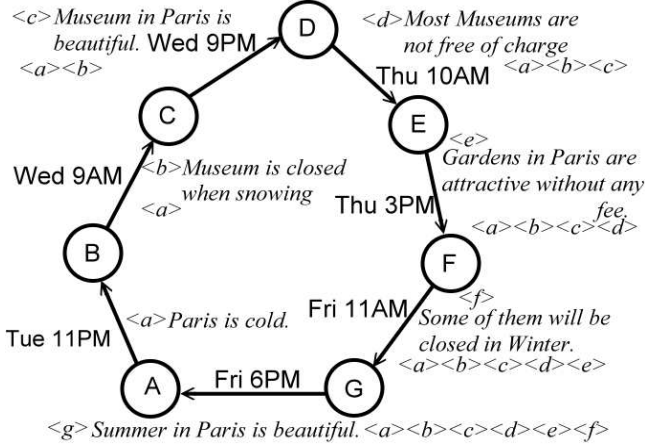 <c> Museum in Paris is
beautiful.
<a><b>
Wed 9PM
D
<d> Most Museums are
not free of charge
<a><b><c>
Thu 10AM
C
E
<e>
Gardens in Paris are
attractive without any
fee.
<a><b><c><d>
Wed 9AM
<b> Museum is closed
when snowing
<a>
Thu 3PM
B
F
<f>
Some of them will be
closed in Winter.
<a><b><c><d><e>
Fri 11AM
<a> Paris is cold.
Tue 11PM
A
Fri 6PM
G
<g> Summer in Paris is beautiful. <a><b><c><d><e><f>